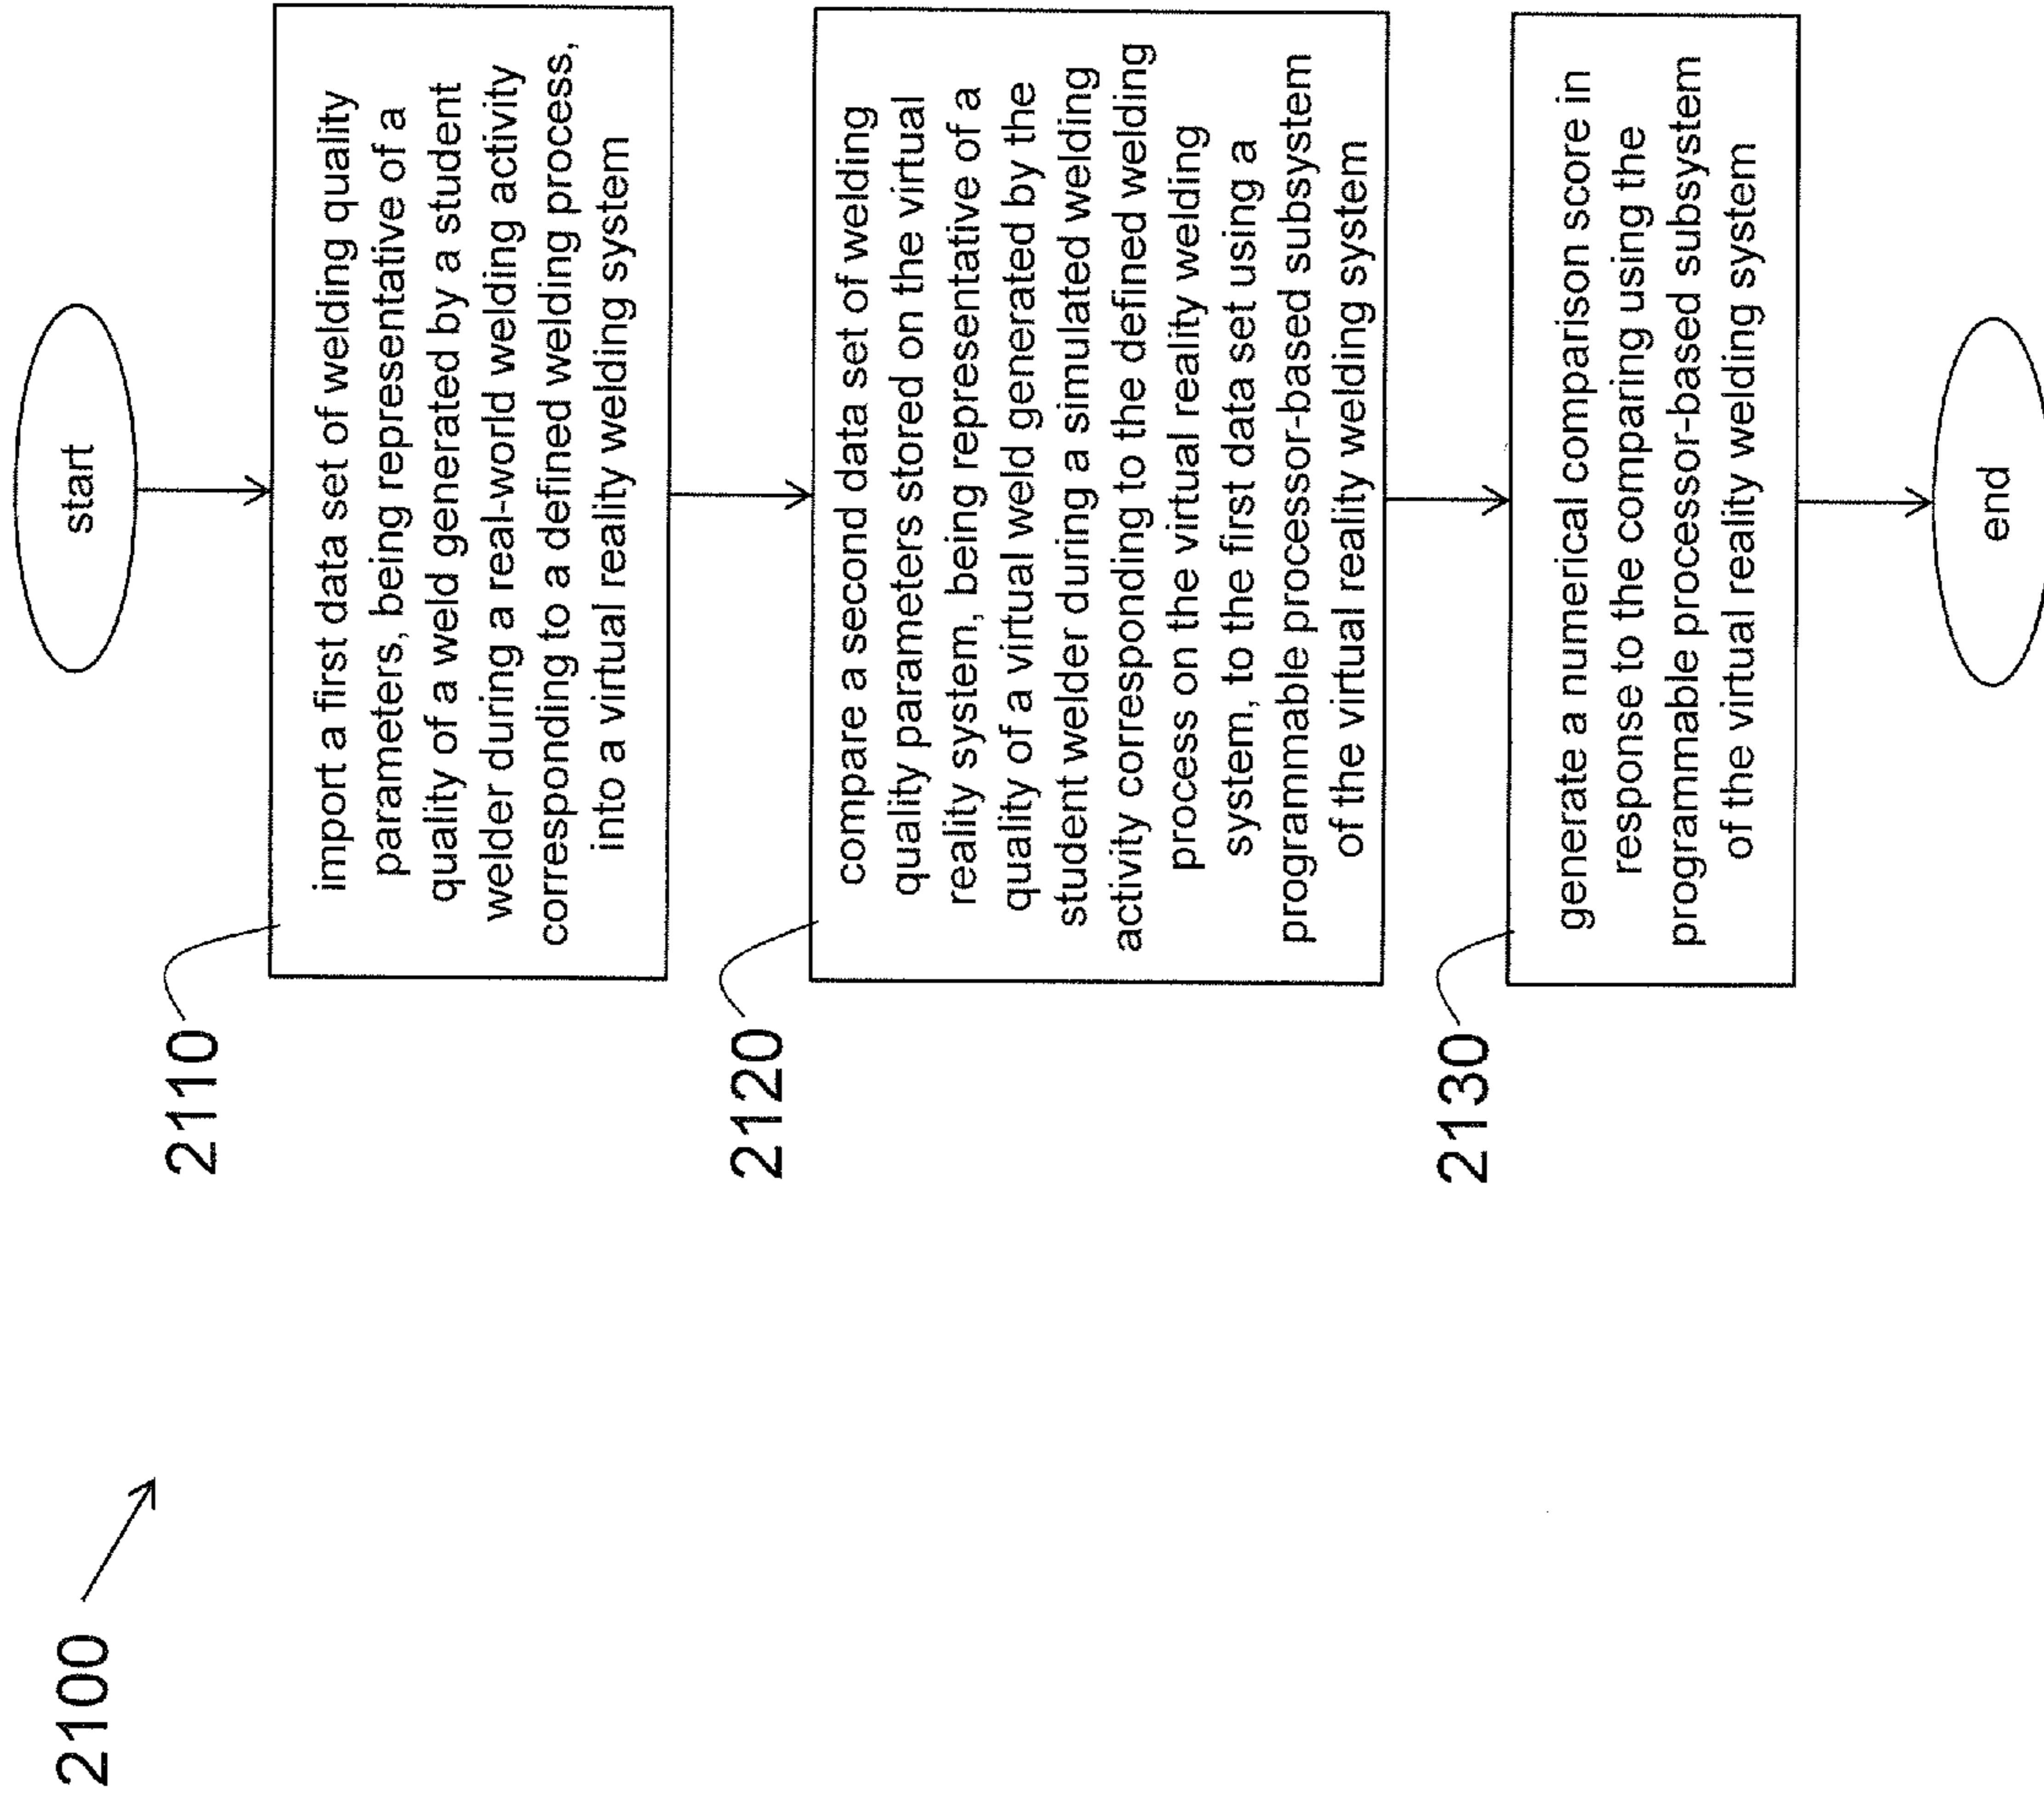 2100
start
2110
import a first data set of welding quality
parameters, being representative of a
quality of a weld generated by a student
welder during a real-world welding activity
corresponding to a defined welding process,
into a virtual reality welding system
2120
compare a second data set of welding
quality parameters stored on the virtual
reality system, being representative of a
quality of a virtual weld generated by the
student welder during a simulated welding
activity corresponding to the defined welding
process on the virtual reality welding
system, to the first data set using a
programmable processor-based subsystem
of the virtual reality welding system
2130
generate a numerical comparison score in
response to the comparing using the
programmable processor-based subsystem
of the virtual reality welding system
end